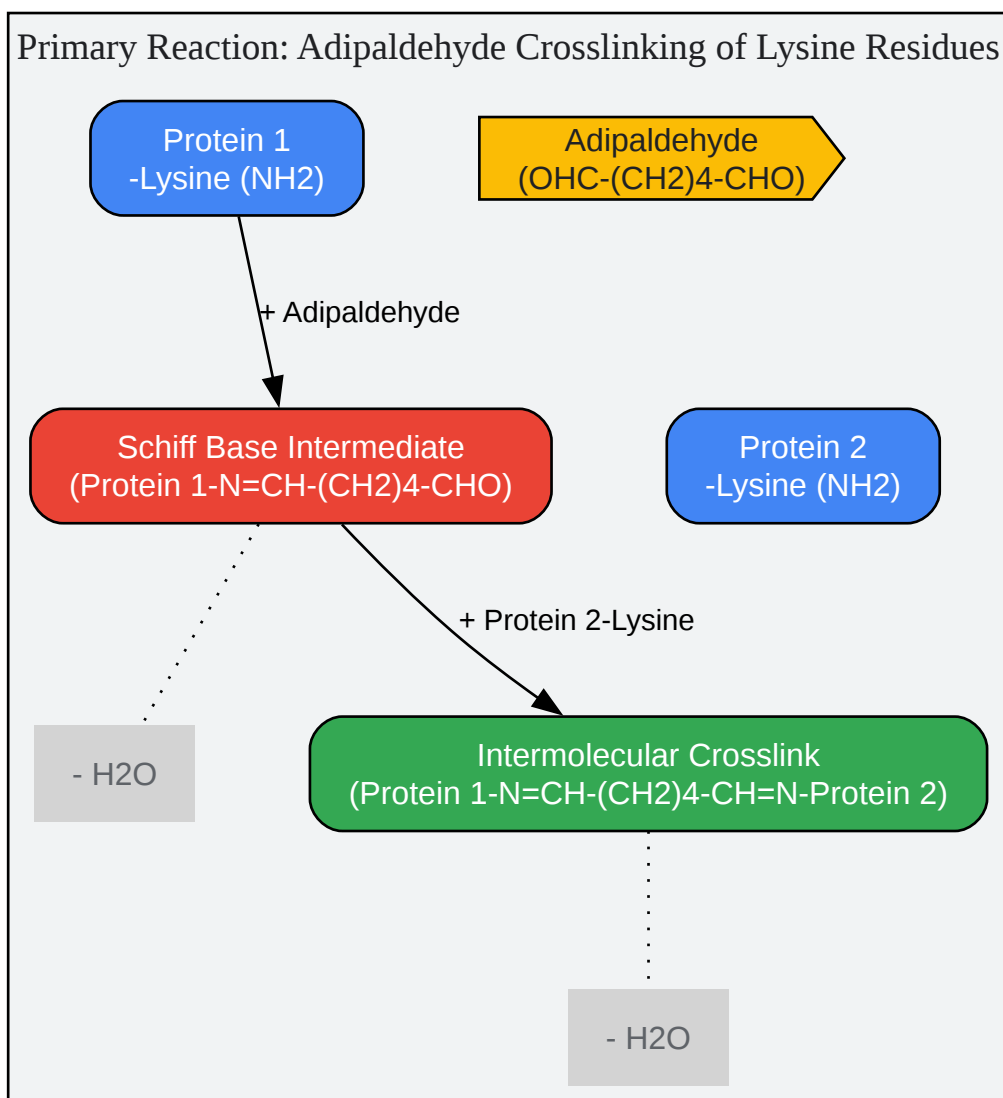 Primary Reaction: Adipaldehyde Crosslinking of Lysine Residues
Protein 1
-Lysine (NH2)
Adipaldehyde
(OHC-(CH2)4-CHO)
+ Adipaldehyde
Schiff Base Intermediate
(Protein 1-N=CH-(CH2)4-CHO)
Protein 2
-Lysine (NH2)
+ Protein 2-Lysine
- H2O
Intermolecular Crosslink
(Protein 1-N=CH-(CH2)4-CH=N-Protein 2)
- H2O